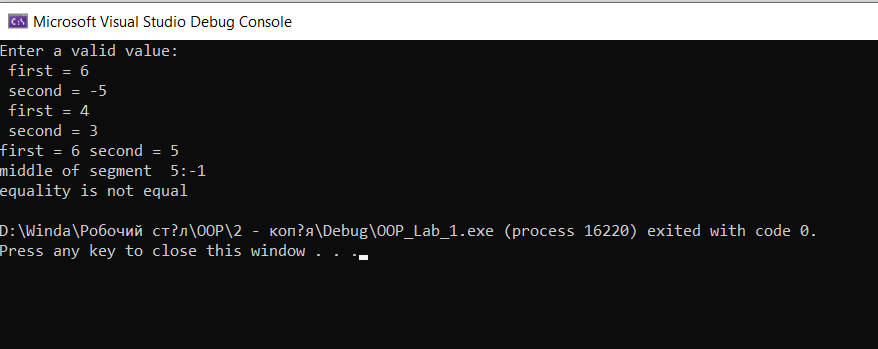 Microsoft Visual Studio Debug Console
Enter a valid value:
first = 6
second = -5
first = 4
second = 3
first = 6 second = 5
middle of segment  5:-1
equality is not equal
D:\Winda\Робочий ст?л\OOP\2 - коп?я\Debug\OOP_Lab_1.exe (process 16220) exited with code 0.
Press any key to close this window . . .